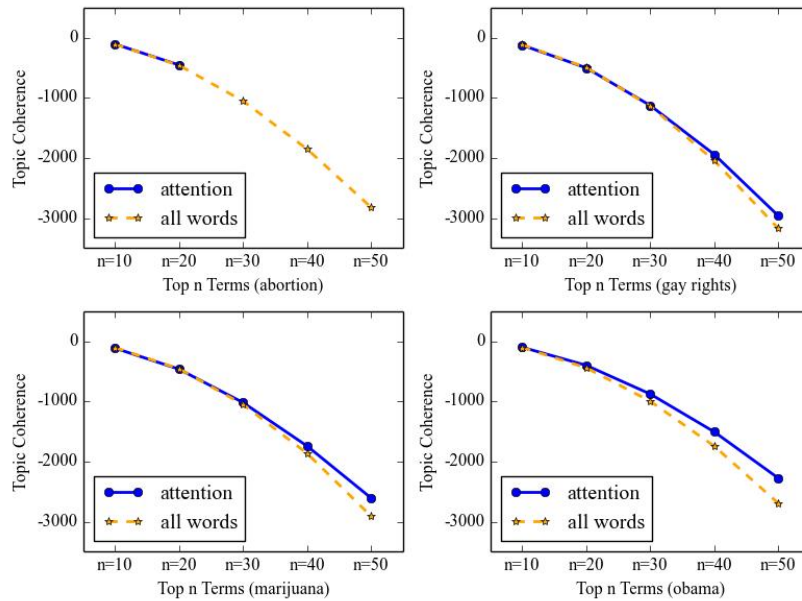 0
-1000
-2000
-3000
Topic Coherence
attention
all words
n=10 n=20 n=30 n=40 n=50
Top n Terms (abortion)
0
-1000
-2000
-3000
Topic Coherence
attention
all words
n=10 n=20 n=30 n=40 n=50
Top n Terms (gay rights)
0
-1000
-2000
-3000
Topic Coherence
attention
all words
n=10 n=20 n=30 n=40 n=50
Top n Terms (marijuana)
0
-1000
-2000
-3000
Topic Coherence
attention
all words
n=10 n=20 n=30 n=40 n=50
Top n Terms (obama)